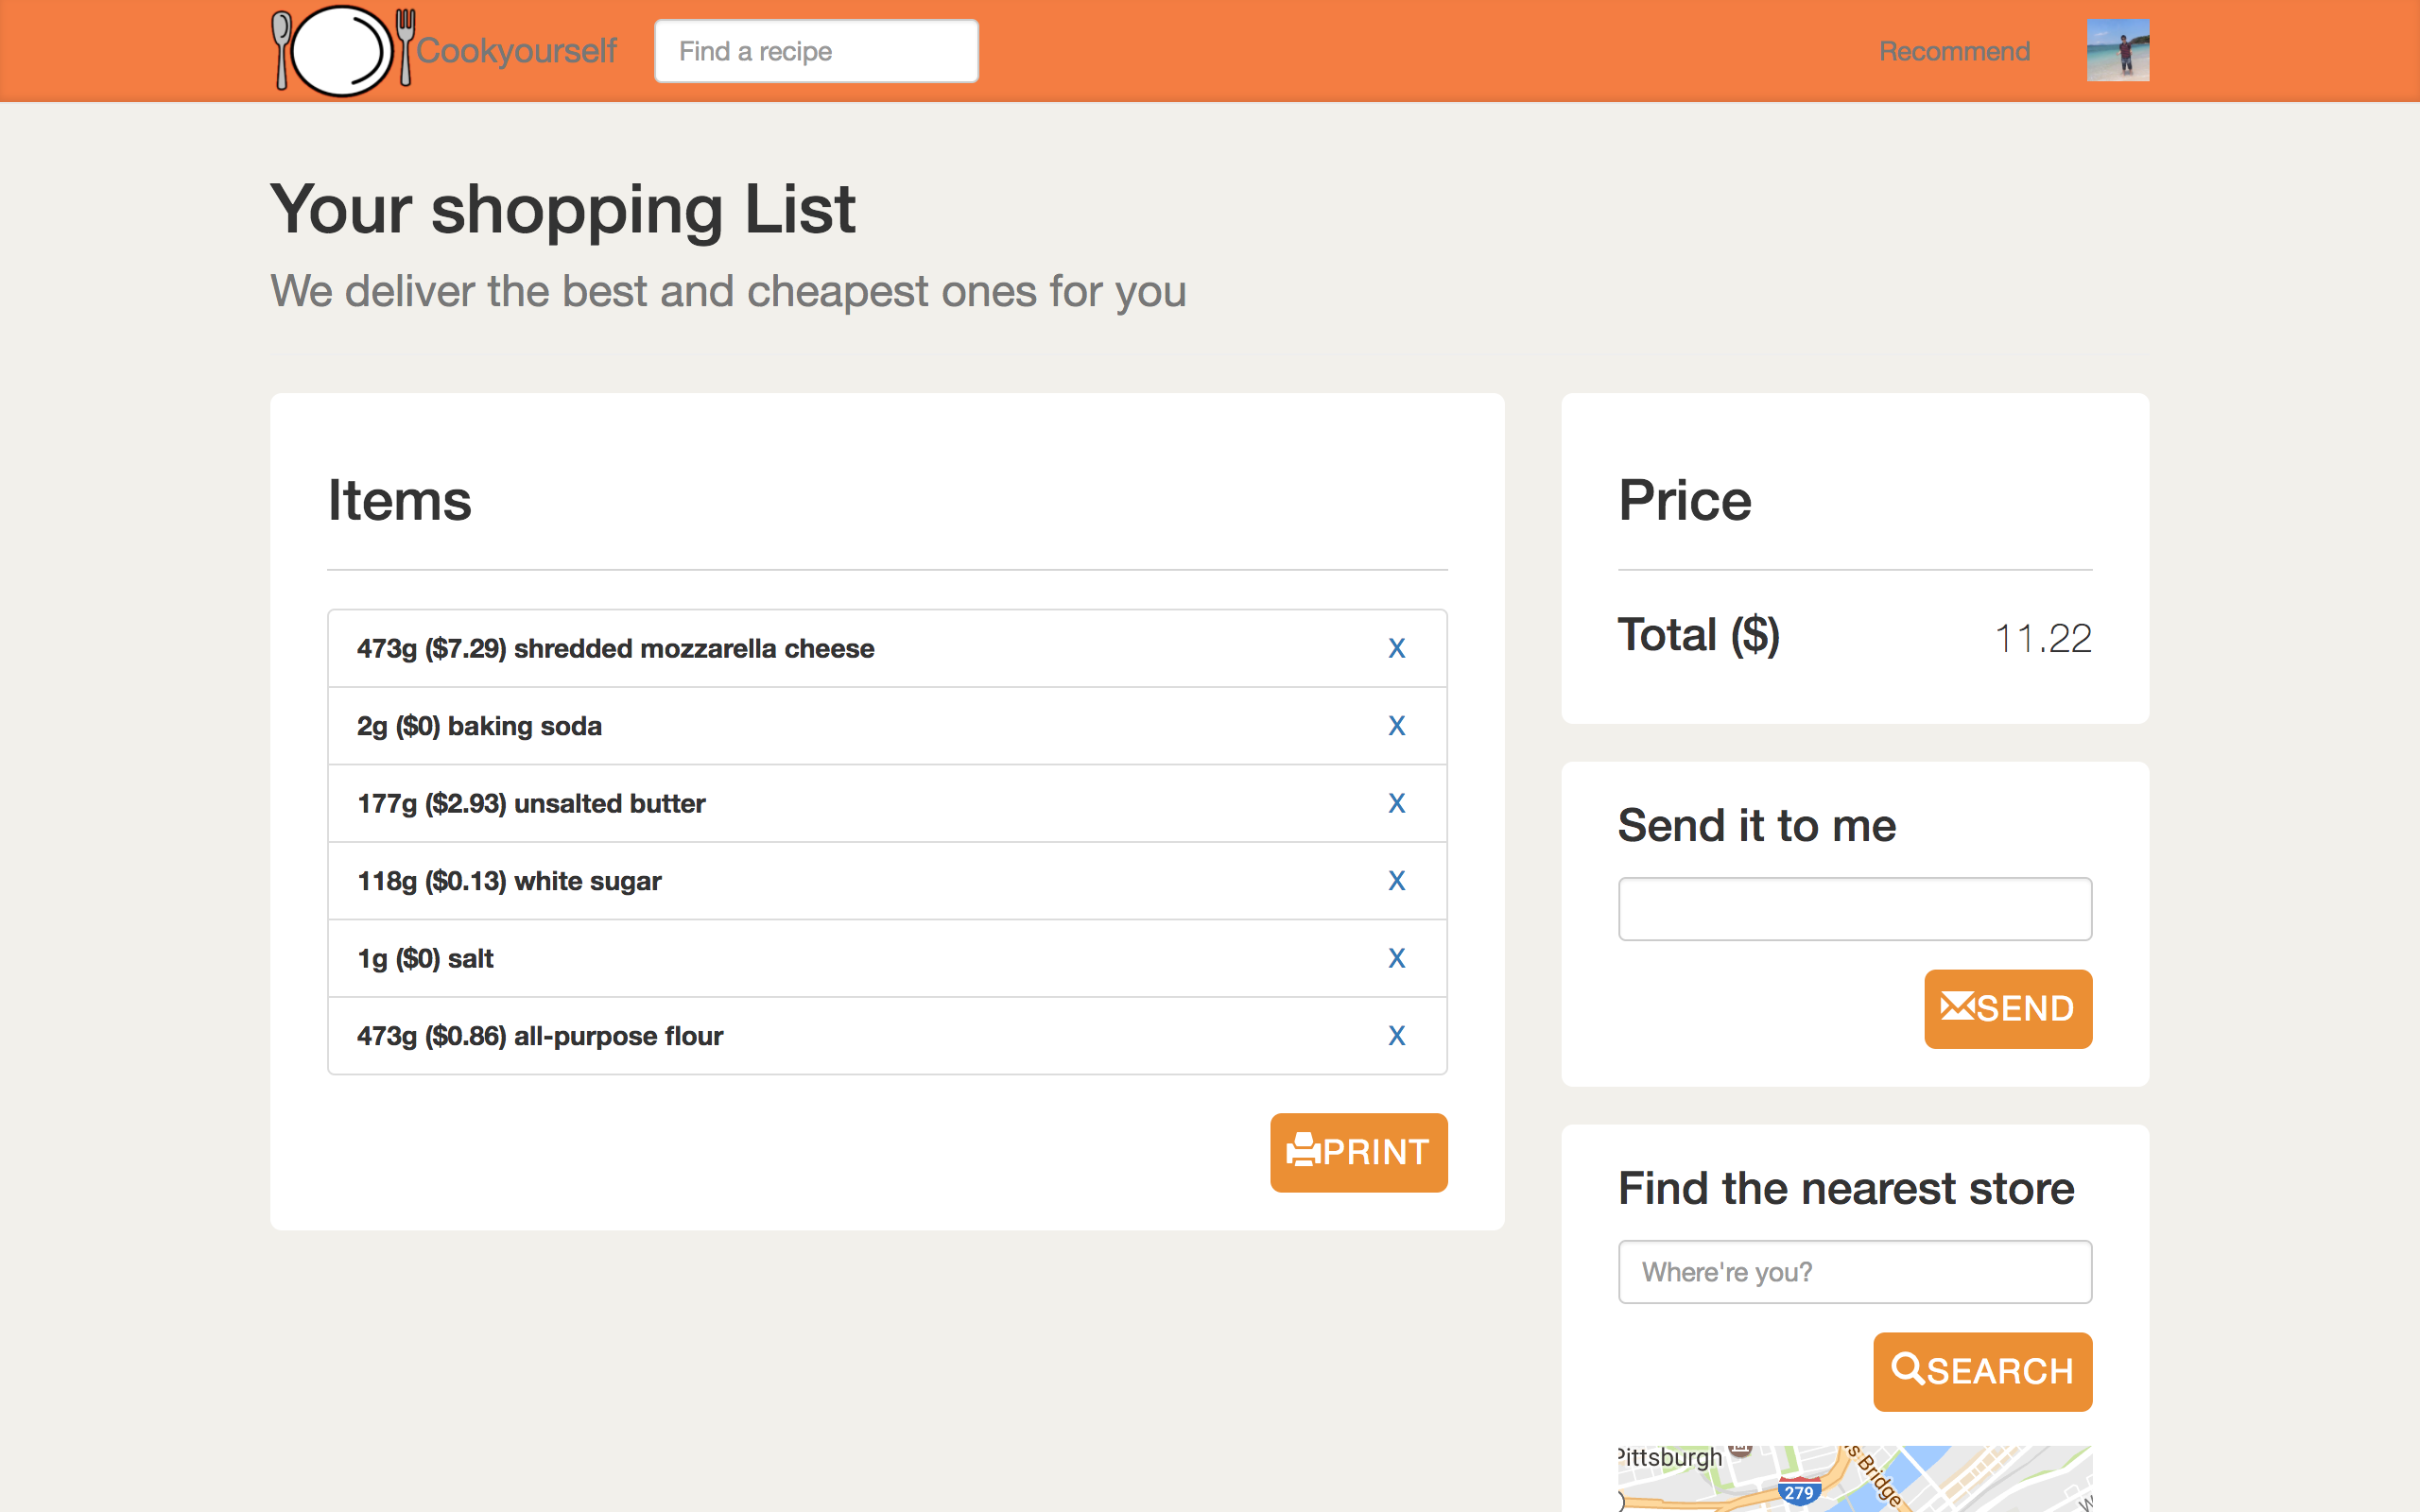 Cookyourself
Find a recipe
Recommend
Your shopping List
We deliver the best and cheapest ones for you
Items
473g ($7.29) shredded mozzarella cheese X
2g ($0) baking soda X
177g ($2.93) unsalted butter X
118g ($0.13) white sugar X
1g ($0) salt X
473g ($0.86) all-purpose flour X
PRINT
Price
Total ($) 11.22
Send it to me
SEND
Find the nearest store
Where're you?
SEARCH
Pittsburgh
s Bridge
279